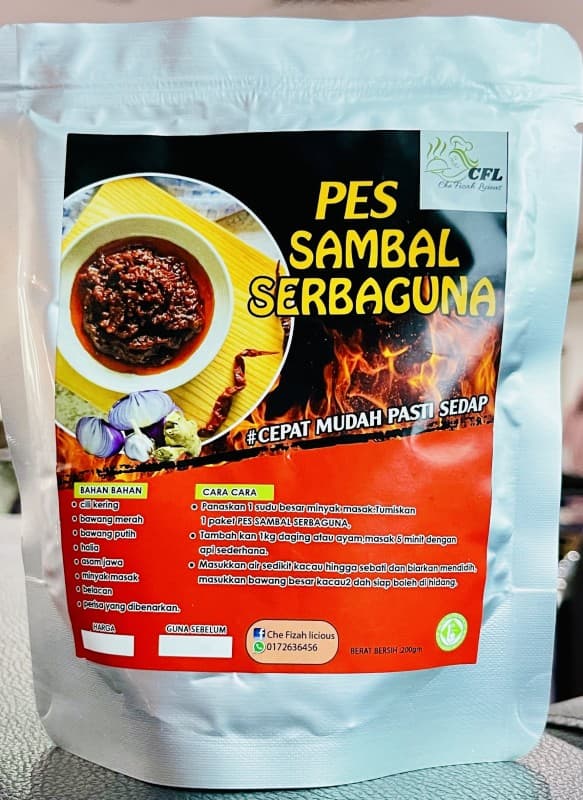 CFL
Che Fizah Licious
PES
SAMBAL
SERBAGUNA
#CEPAT MUDAH PASTI SEDAP
BAHAN BAHAN
cili kering
bawang merah
bawang putih
halia
asam jawa
minyak masak
belacan
perisa yang dibenarkan.
CARA CARA
Panaskan 1 sudu besar minyak masak.Tumiskan
1 paket PES SAMBAL SERBAGUNA,
Tambah kan 1kg daging atau ayam masak 5 minit dengan
api sederhana.
Masukkan air sedikit kacau hingga sebati dan biarkan mendidih,
masukkan bawang besar kacau2 dah siap boleh di hidang.
HARGA
GUNA SEBELUM
Che Fizah licious
0172636456
BERAT BERSIH :200gm